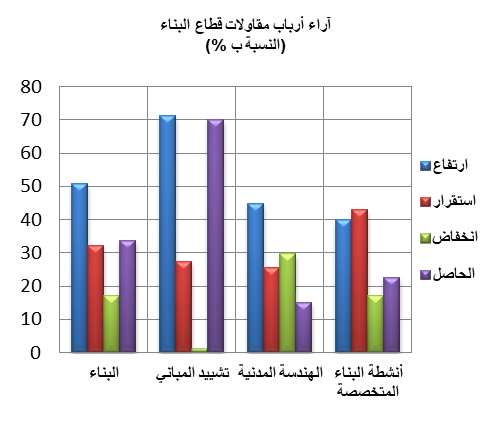 آراء أرباب مقاولات قطاع البناء
(النسبة ب %)
80
70
60
50
40
30
20
10
0
ارتفاع
استقرار
انخفاض
الحاصل
البناء
تشييد المباني
الهندسة المدنية
أنشطة البناء
المتخصصة